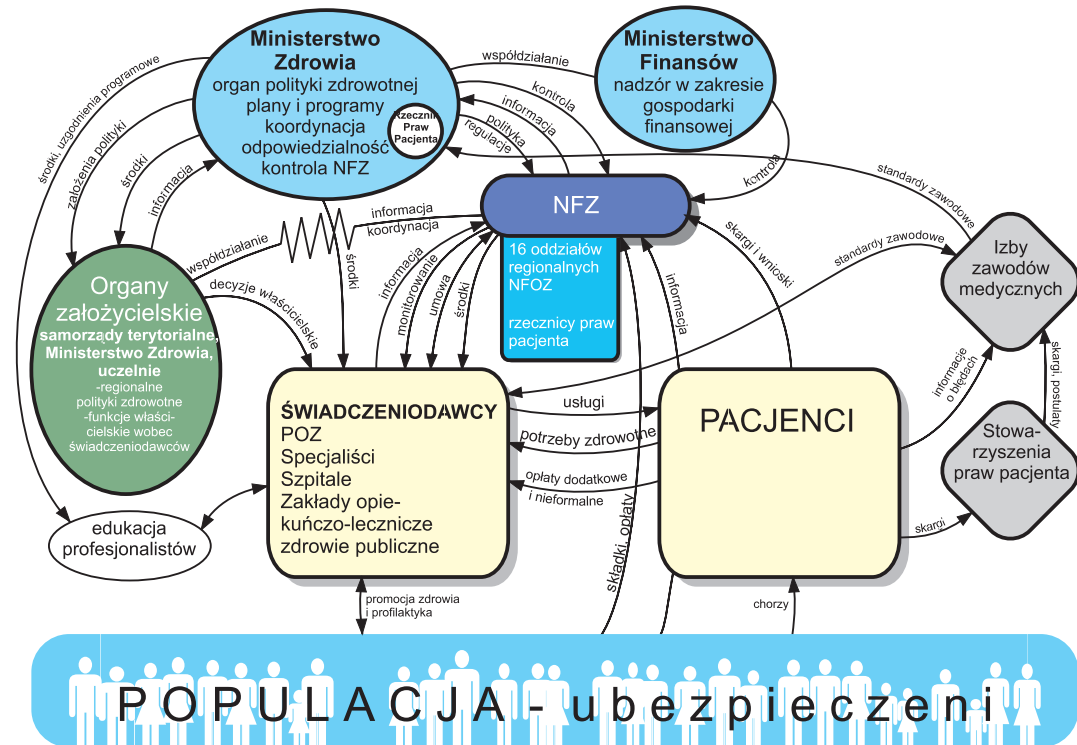 Ministerstwo
Zdrowia
organ polityki zdrowotnej
plany i programy
koordynacja
odpowiedzialność
kontrola NFZ
Rzecznik
Praw
Pacjenta
współdziałanie
Ministerstwo
Finansów
nadzór w zakresie
gospodarki
finansowej
kontrola
informacja
polityka
regulacje
kontrola
środki, uzgodnienia programowe
założenia polityki
środki
informacja
standardy zawodowe
standardy zawodowe
NFZ
16 oddziałów
regionalnych
NFOZ
rzecznicy praw
pacjenta
informacja
koordynacja
współdziałanie
środki
decyzje właścicielskie
informacja
monitorowanie
umowa
środki
informacja
skargi i wnioski
Izby
zawodów
medycznych
Organy
założycielskie
samorządy terytorialne,
Ministerstwo Zdrowia,
uczelnie
-regionalne
polityki zdrowotne
-funkcje właści-
cielskie wobec
świadczeniodawców
ŚWIADCZENIODAWCY
POZ
Specjaliści
Szpitale
Zakłady opie-
kuńczo-lecznicze
zdrowie publiczne
usługi
potrzeby zdrowotne
opłaty dodatkowe
i nieformalne
PACJENCI
informacje
o błędach
skargi, postulaty
Stowa-
rzyszenia
praw pacjenta
skargi
edukacja
profesjonalistów
składki, opłaty
promocja zdrowia
i profilaktyka
chorzy
POPULACJA - ubezpieczeni